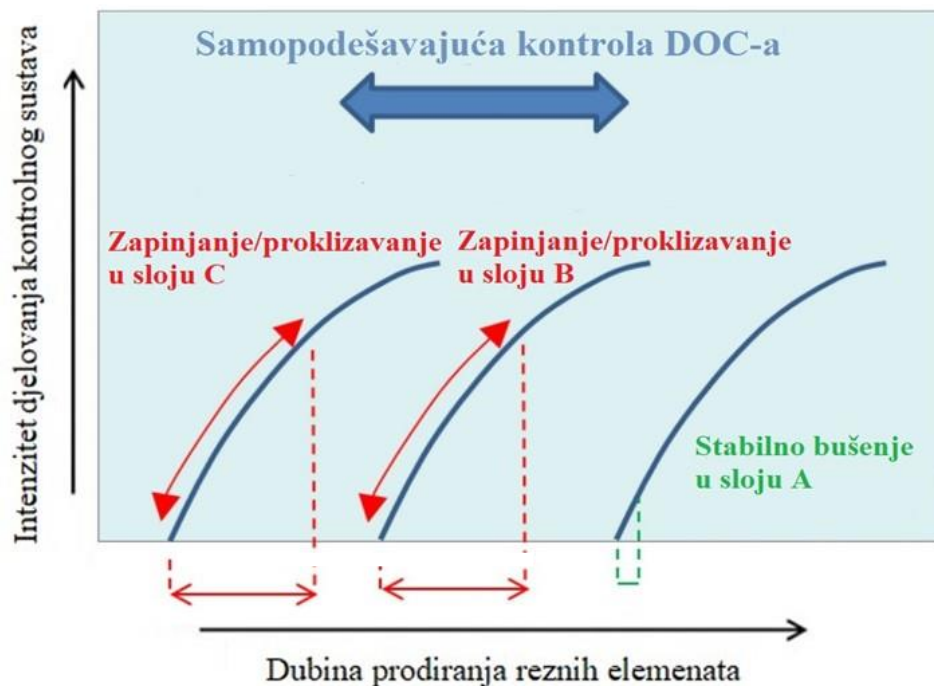 Samopodešavajuća kontrola DOC-a
Intenzitet djelovanja kontrolnog sustava
Zapinjanje/proklizavanje
u sloju C
Zapinjanje/proklizavanje
u sloju B
Stabilno bušenje
u sloju A
Dubina prodiranja reznih elemenata